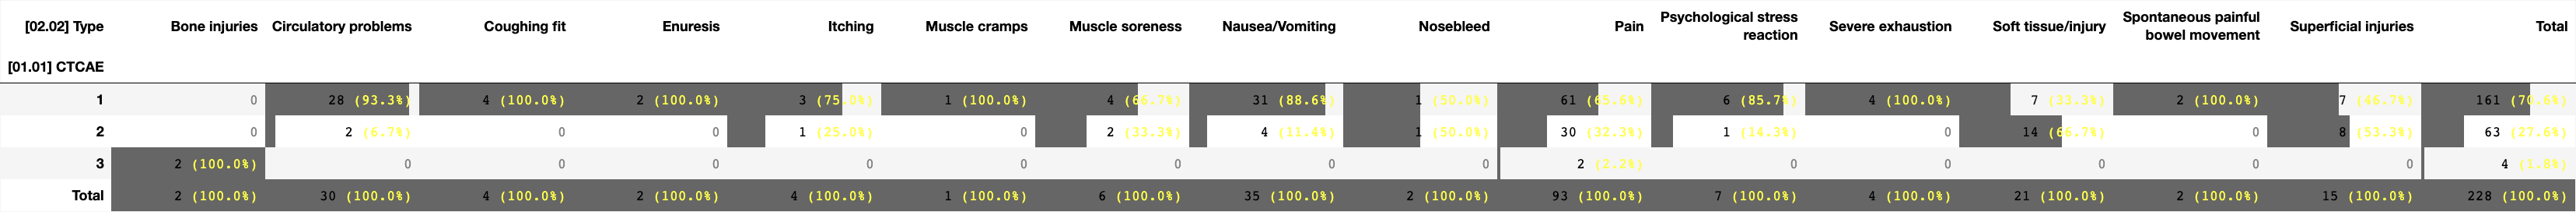 [02.02] Type Bone injuries Circulatory problems Coughing fit Enuresis Itching Muscle cramps Muscle soreness Nausea/Vomiting Nosebleed Pain Psychological stress reaction Severe exhaustion Soft tissue/injury Spontaneous painful bowel movement Superficial injuries Total
[01.01] CTCAE
1 0 28 (93.3%) 4 (100.0%) 2 (100.0%) 3 (75.0%) 1 (100.0%) 4 (66.7%) 31 (88.6%) 1 (50.0%) 61 (65.6%) 6 (85.7%) 4 (100.0%) 7 (33.3%) 2 (100.0%) 7 (46.7%) 161 (70.6%)
2 0 2 (6.7%) 0 0 1 (25.0%) 0 2 (33.3%) 4 (11.4%) 1 (50.0%) 30 (32.3%) 1 (14.3%) 0 14 (66.7%) 0 8 (53.3%) 63 (27.6%)
3 2 (100.0%) 0 0 0 0 0 0 0 0 2 (2.2%) 0 0 0 0 0 4 (1.8%)
Total 2 (100.0%) 30 (100.0%) 4 (100.0%) 2 (100.0%) 4 (100.0%) 1 (100.0%) 6 (100.0%) 35 (100.0%) 2 (100.0%) 93 (100.0%) 7 (100.0%) 4 (100.0%) 21 (100.0%) 2 (100.0%) 15 (100.0%) 228 (100.0%)